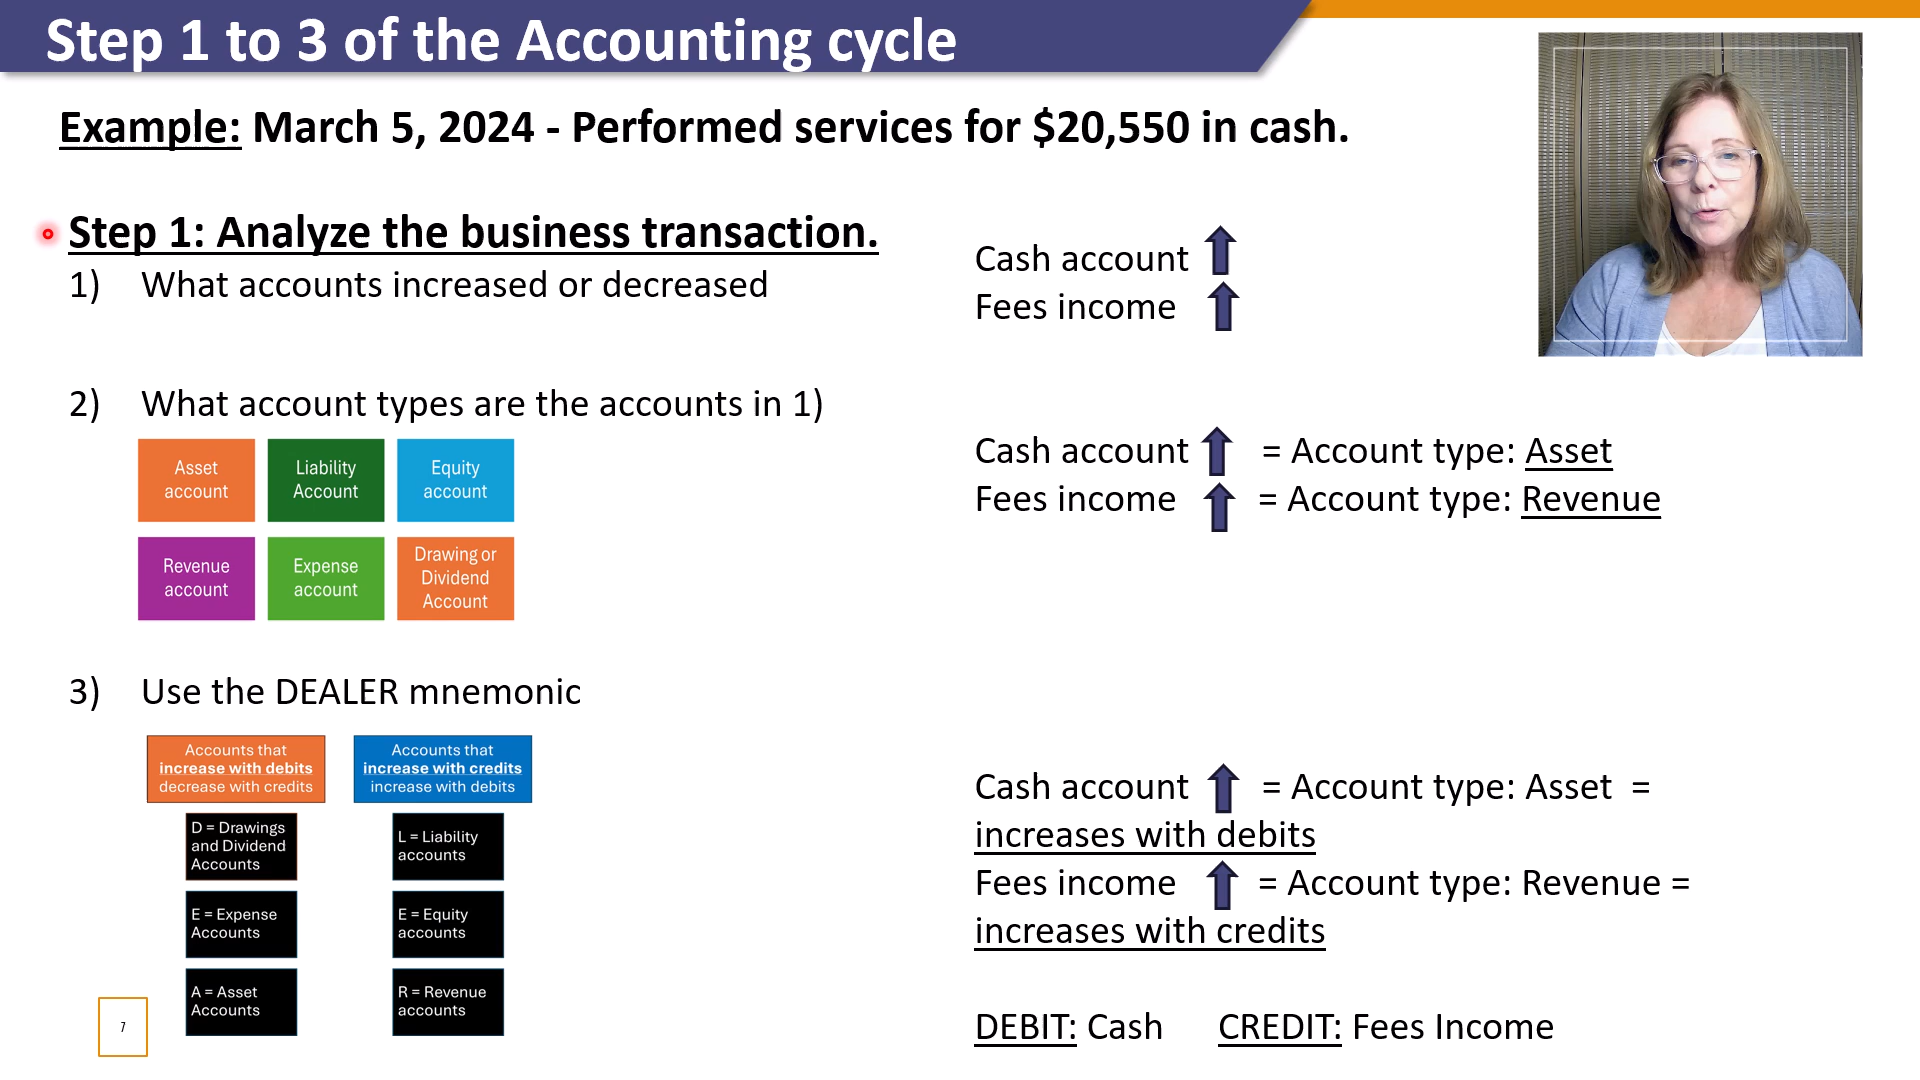 Step 1 to 3 of the Accounting cycle
Example: March 5, 2024 - Performed services for $20,550 in cash.
Step 1: Analyze the business transaction.
1) What accounts increased or decreased
Cash account
Fees income
2) What account types are the accounts in 1)
Asset
account
Liability
Account
Equity
account
Revenue
account
Expense
account
Drawing or
Dividend
Account
Cash account = Account type: Asset
Fees income = Account type: Revenue
3) Use the DEALER mnemonic
Accounts that
increase with debits
decrease with credits
Accounts that
increase with credits
increase with debits
D = Drawings
and Dividend
Accounts
L = Liability
accounts
E = Expense
Accounts
E = Equity
accounts
A = Asset
Accounts
R = Revenue
accounts
Cash account = Account type: Asset =
increases with debits
Fees income = Account type: Revenue =
increases with credits
DEBIT: Cash CREDIT: Fees Income
7